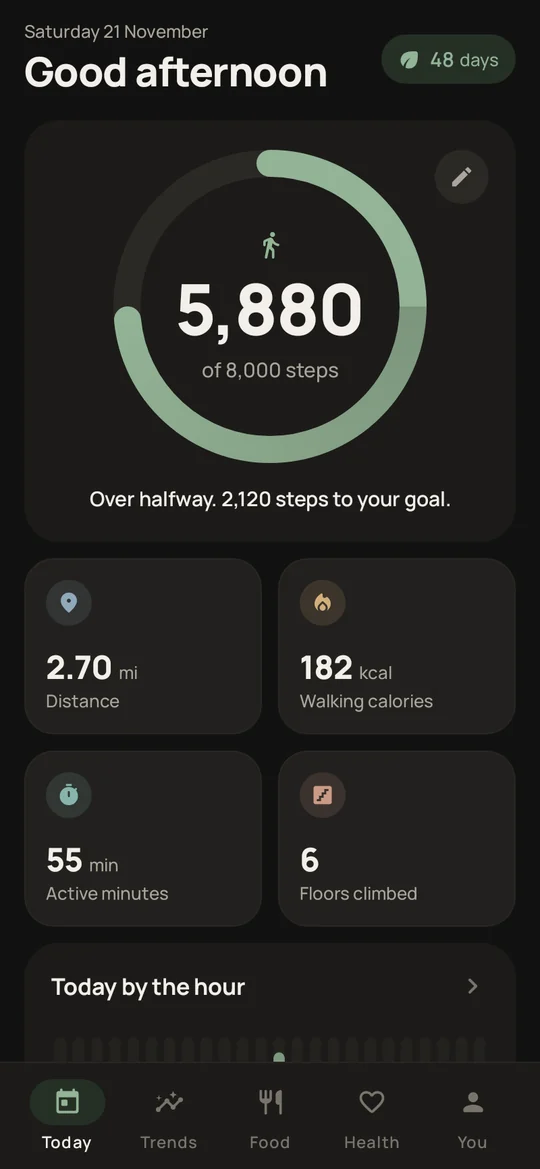 Saturday 21 November
Good afternoon
48 days
5,880
of 8,000 steps
Over halfway. 2,120 steps to your goal.
2.70 mi
Distance
182 kcal
Walking calories
55 min
Active minutes
6
Floors climbed
Today by the hour
Today
Trends
Food
Health
You